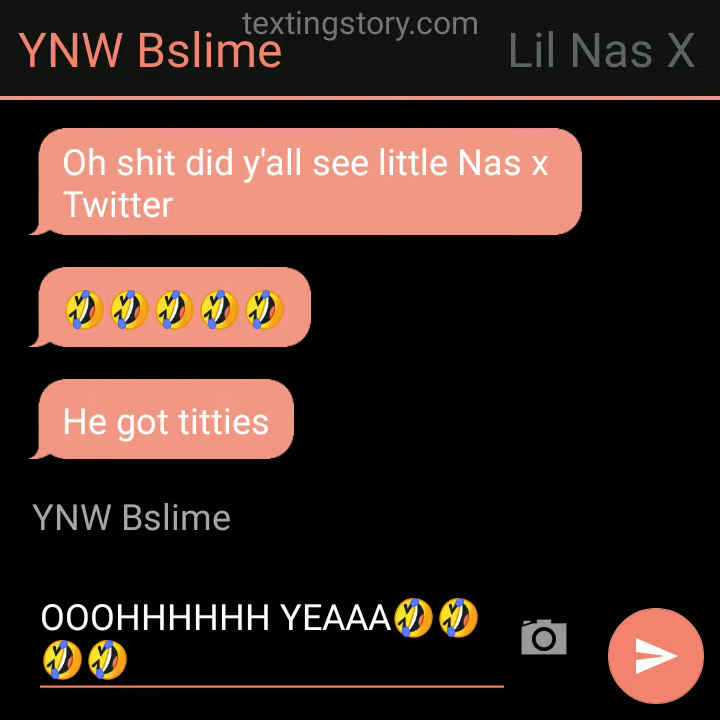 textingstory.com
YNW Bslime Lil Nas X
Oh shit did y'all see little Nas x
Twitter
🤣🤣🤣🤣🤣
He got titties
YNW Bslime
OOOHHHHHH YEAAA🤣🤣
🤣🤣